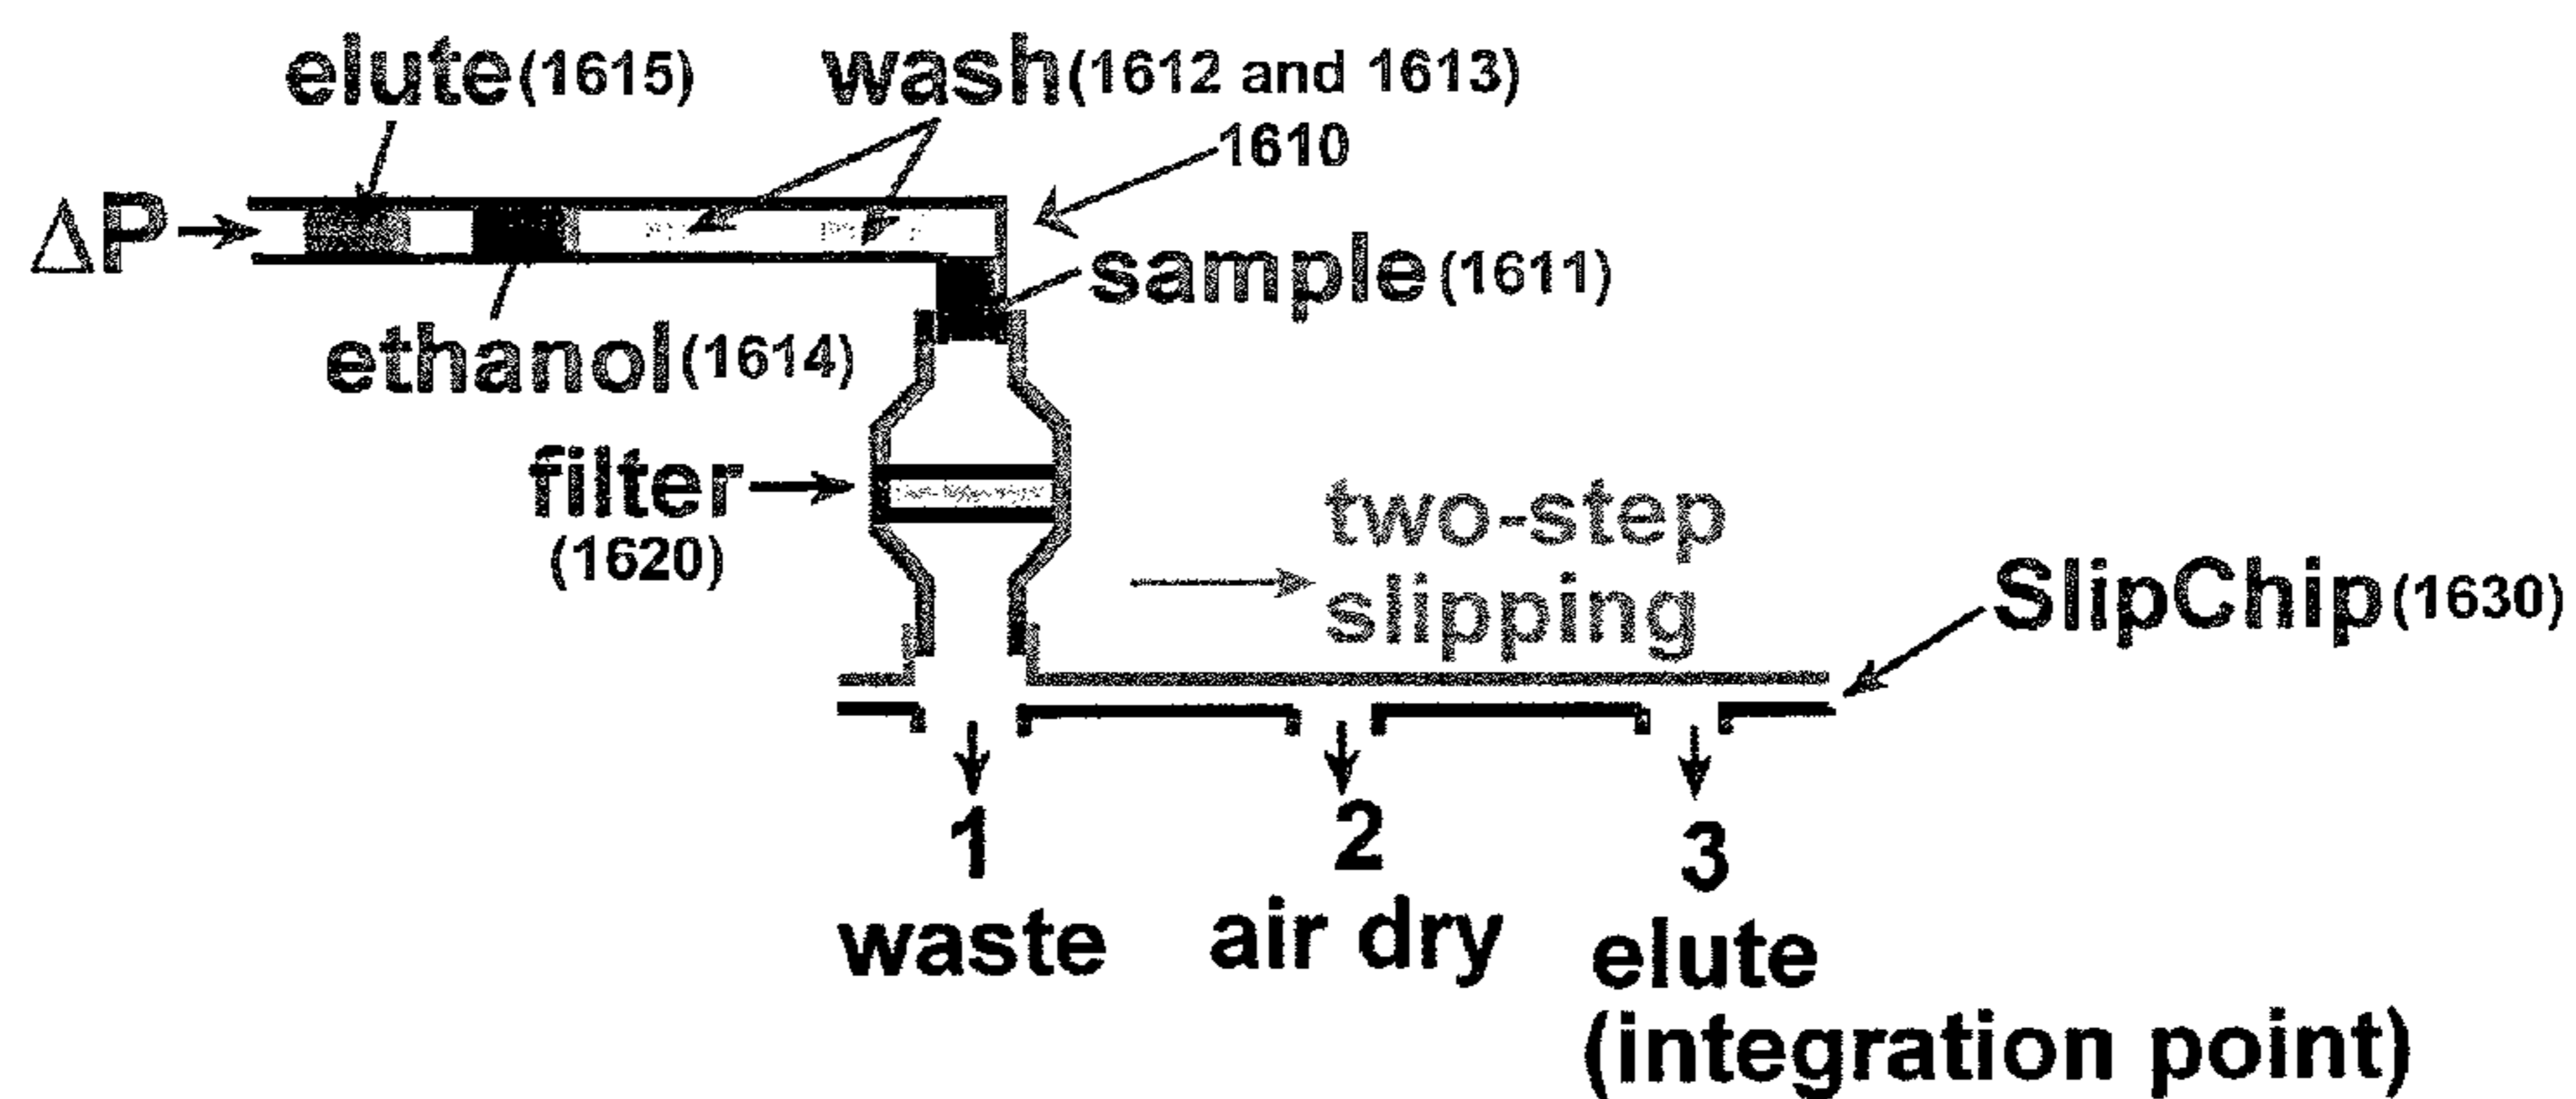 elute (1615)
wash (1612 and 1613)
1610
ΔP
sample (1611)
ethanol (1614)
filter
(1620)
two-step
slipping
SlipChip (1630)
1
waste
2
air dry
3
elute
(integration point)